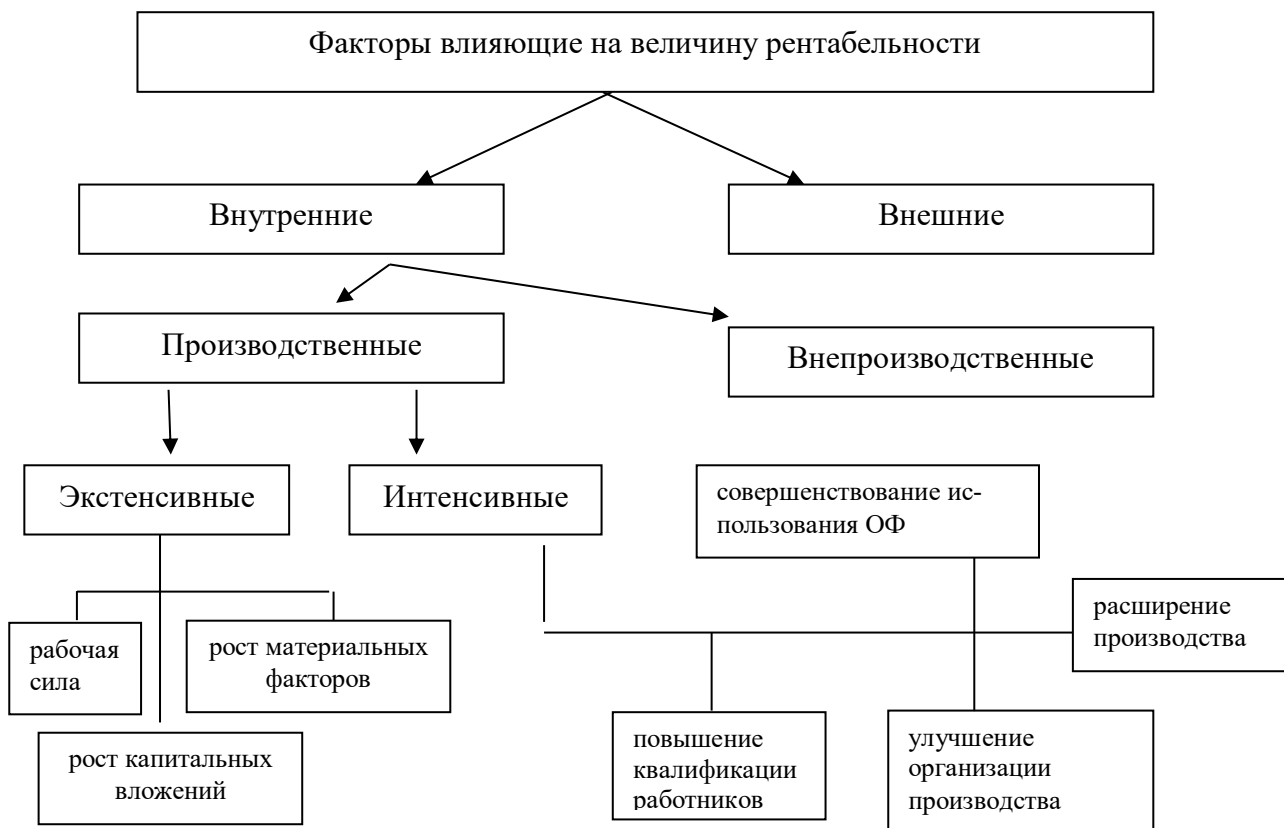 Факторы влияющие на величину рентабельности
Внутренние
Внешние
Производственные
Внепроизводственные
Экстенсивные
Интенсивные
совершенствование ис-
пользования ОФ
рабочая
сила
рост материальных
факторов
расширение
производства
рост капитальных
вложений
повышение
квалификации
работников
улучшение
организации
производства